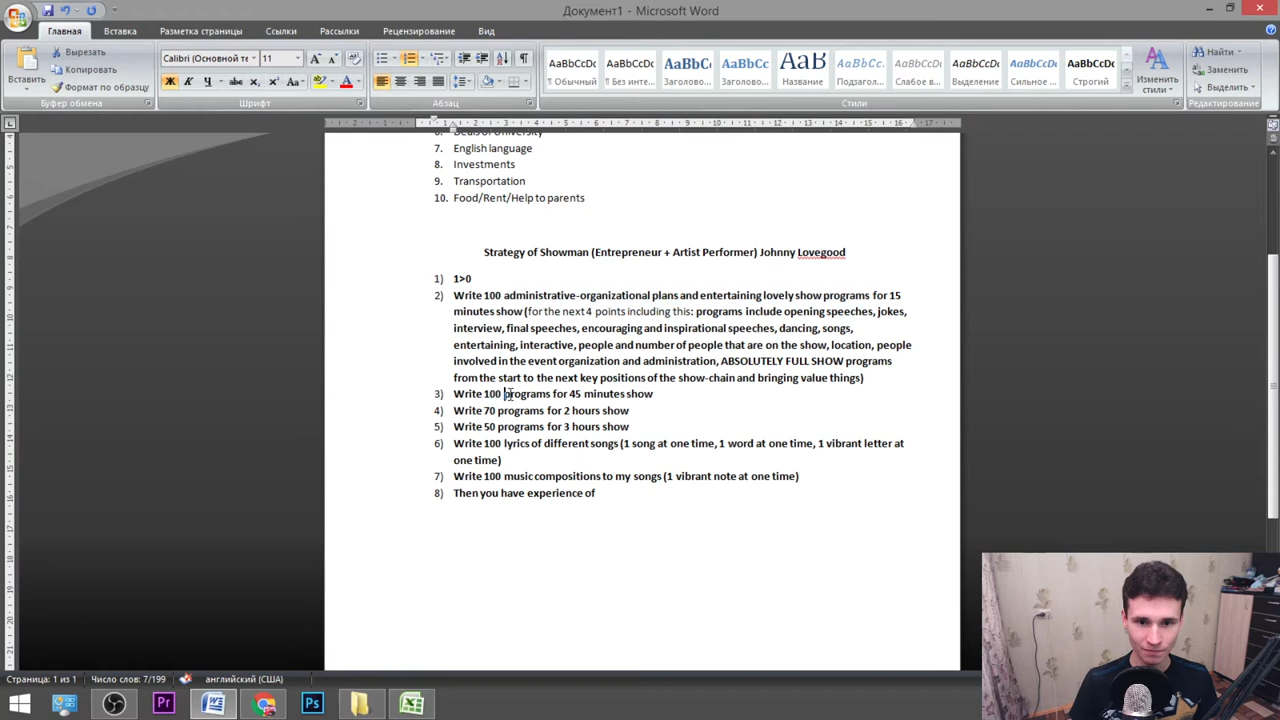 Документ1 - Microsoft Word
Главная Вставка Разметка страницы Ссылки Рассылки Рецензирование Вид
Вставить
Вырезать
Копировать
Формат по образцу
Буфер обмена
Calibri (Основной те 11
Шрифт
Абзац
AaBbCcDc AaBbCcDc AaBbCc AaBbCc AaB AaBbCc. AaBbCcDc AaBbCcDc AaBbCcDc AaBbCcDc
¶ Обычный ¶ Без инте... Заголово... Заголово... Название Подзагол... Слабое в... Выделение Сильное ... Строгий
Стили
Изменить стили
Найти
Заменить
Выделить
Редактирование
6. Deals of University
7. English language
8. Investments
9. Transportation
10. Food/Rent/Help to parents
Strategy of Showman (Entrepreneur + Artist Performer) Johnny Lovegood
1) 1>0
2) Write 100 administrative-organizational plans and entertaining lovely show programs for 15
minutes show (for the next 4 points including this: programs include opening speeches, jokes,
interview, final speeches, encouraging and inspirational speeches, dancing, songs,
entertaining, interactive, people and number of people that are on the show, location, people
involved in the event organization and administration, ABSOLUTELY FULL SHOW programs
from the start to the next key positions of the show-chain and bringing value things)
3) Write 100 programs for 45 minutes show
4) Write 70 programs for 2 hours show
5) Write 50 programs for 3 hours show
6) Write 100 lyrics of different songs (1 song at one time, 1 word at one time, 1 vibrant letter at
one time)
7) Write 100 music compositions to my songs (1 vibrant note at one time)
8) Then you have experience of
Страница: 1 из 1 Число слов: 7/199 английский (США)